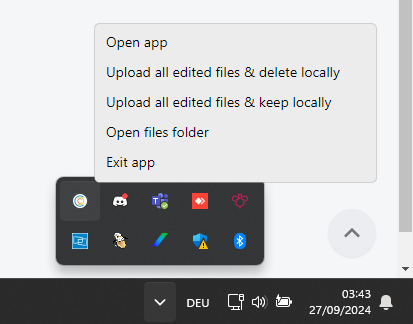 Open app
Upload all edited files & delete locally
Upload all edited files & keep locally
Open files folder
Exit app
DEU
03:43
27/09/2024